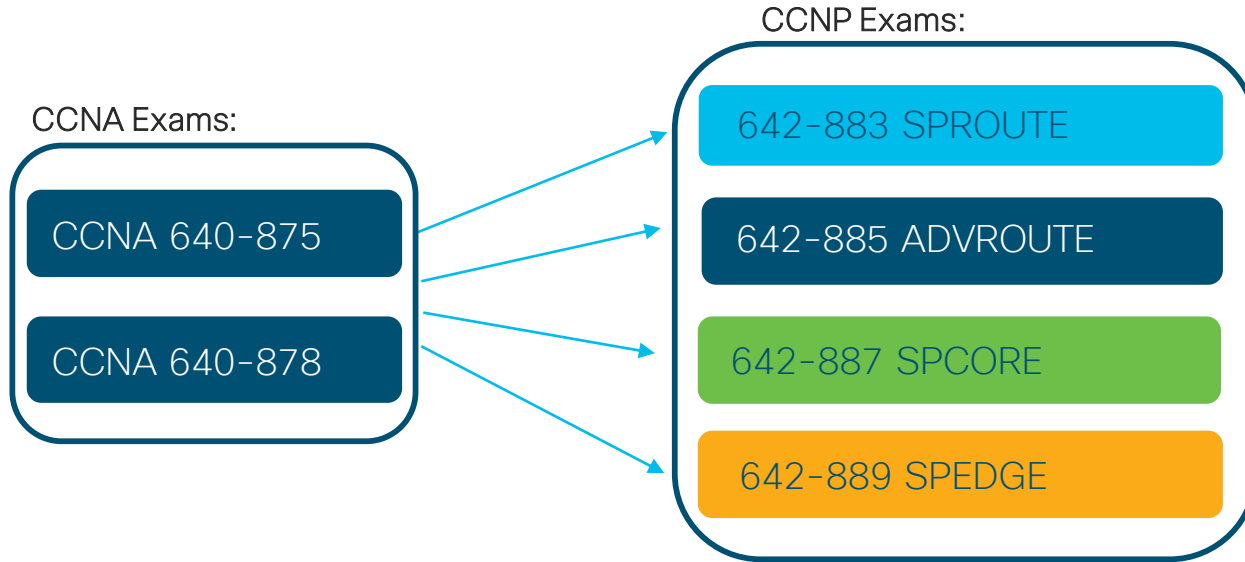 CCNA Exams:
CCNA 640-875
CCNA 640-878
CCNP Exams:
642-883 SPROUTE
642-885 ADVROUTE
642-887 SPCORE
642-889 SPEDGE